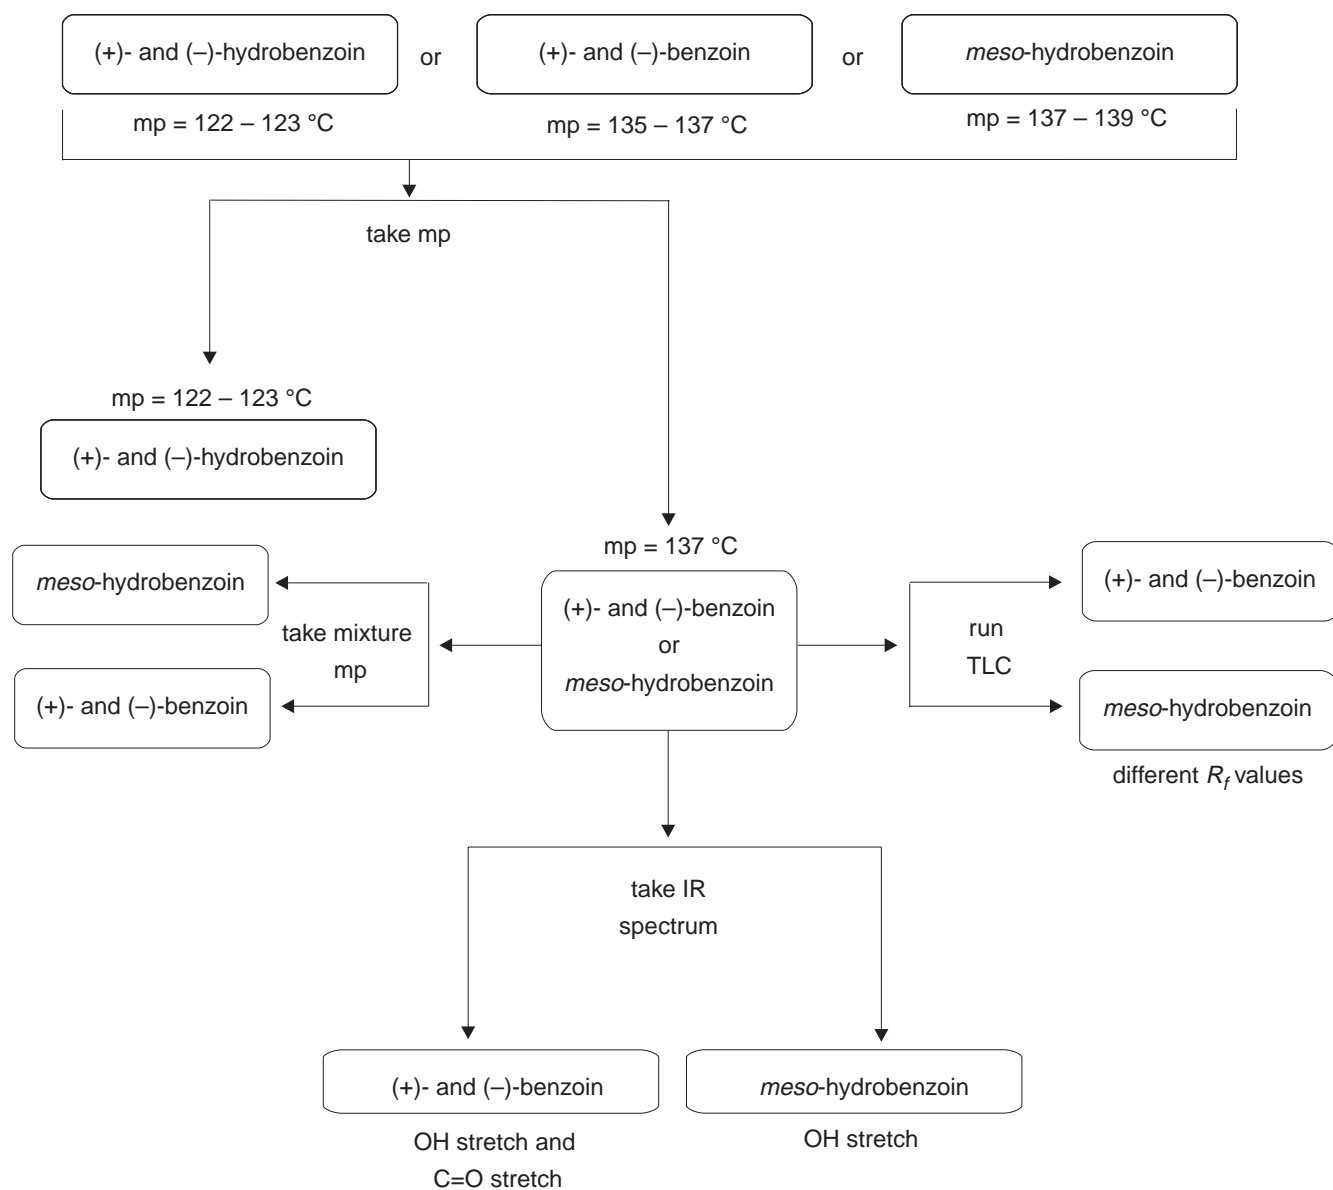 (+)- and (–)-hydrobenzoin or (+)- and (–)-benzoin or meso-hydrobenzoin
mp = 122 – 123 °C mp = 135 – 137 °C mp = 137 – 139 °C
take mp
mp = 122 – 123 °C
(+)- and (–)-hydrobenzoin
mp = 137 °C
meso-hydrobenzoin
take mixture
mp
(+)- and (–)-benzoin
(+)- and (–)-benzoin
or
meso-hydrobenzoin
(+)- and (–)-benzoin
run
TLC
meso-hydrobenzoin
different Rf values
take IR
spectrum
(+)- and (–)-benzoin
OH stretch and
C=O stretch
meso-hydrobenzoin
OH stretch